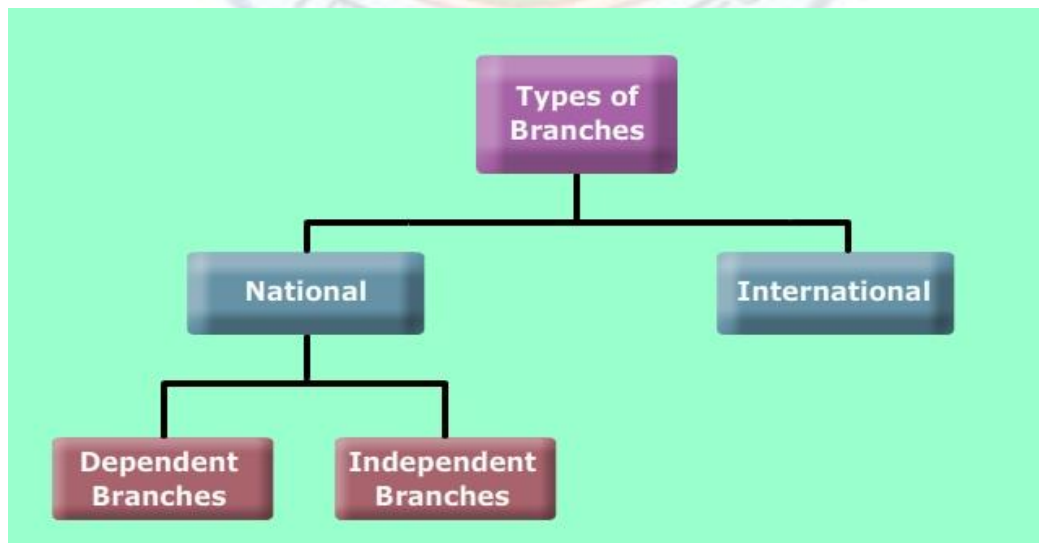 Types of
Branches
National
International
Dependent
Branches
Independent
Branches